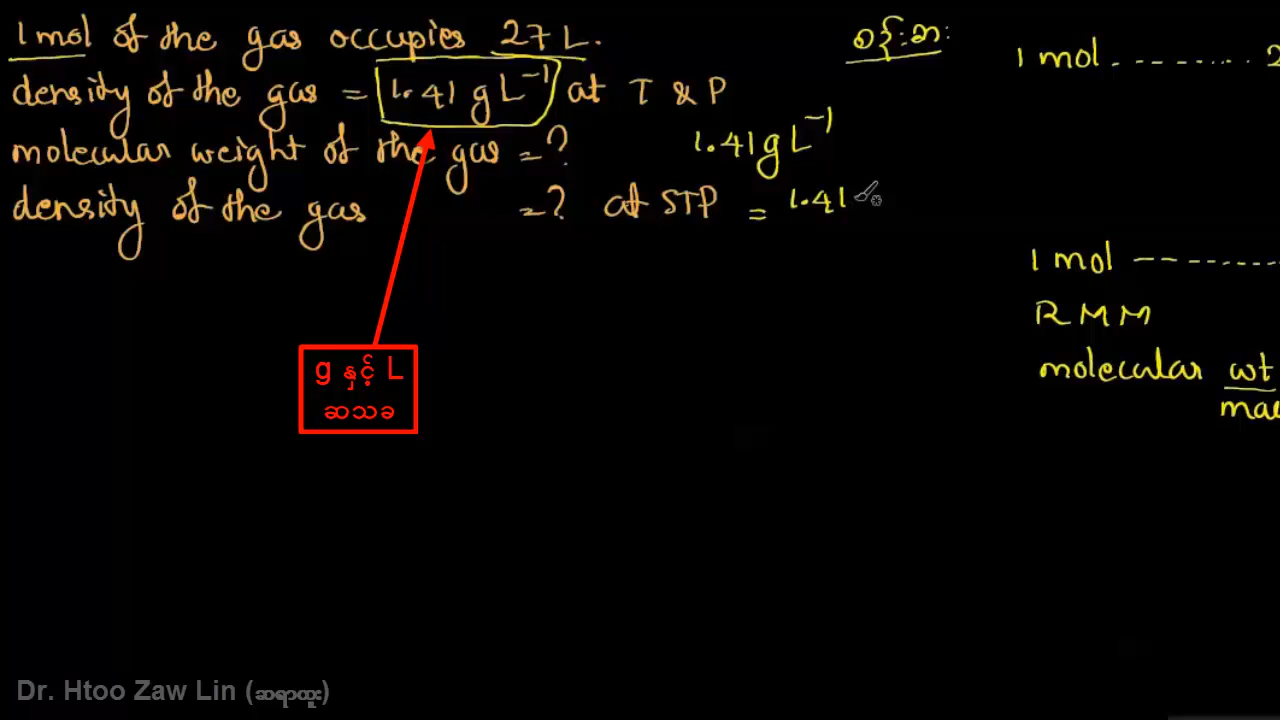 1 mol of the gas occupies 27 L.
density of the gas = 1.41 g L⁻¹ at T & P
molecular weight of the gas = ?
density of the gas = ? at STP
စဉ်းစား
1 mol ......... 2
1.41 g L⁻¹
= 1.41
1 mol -- -......
RMM
molecular wt
mas
g နှင့် L
ဆသခ
Dr. Htoo Zaw Lin (ဆရာထူး)